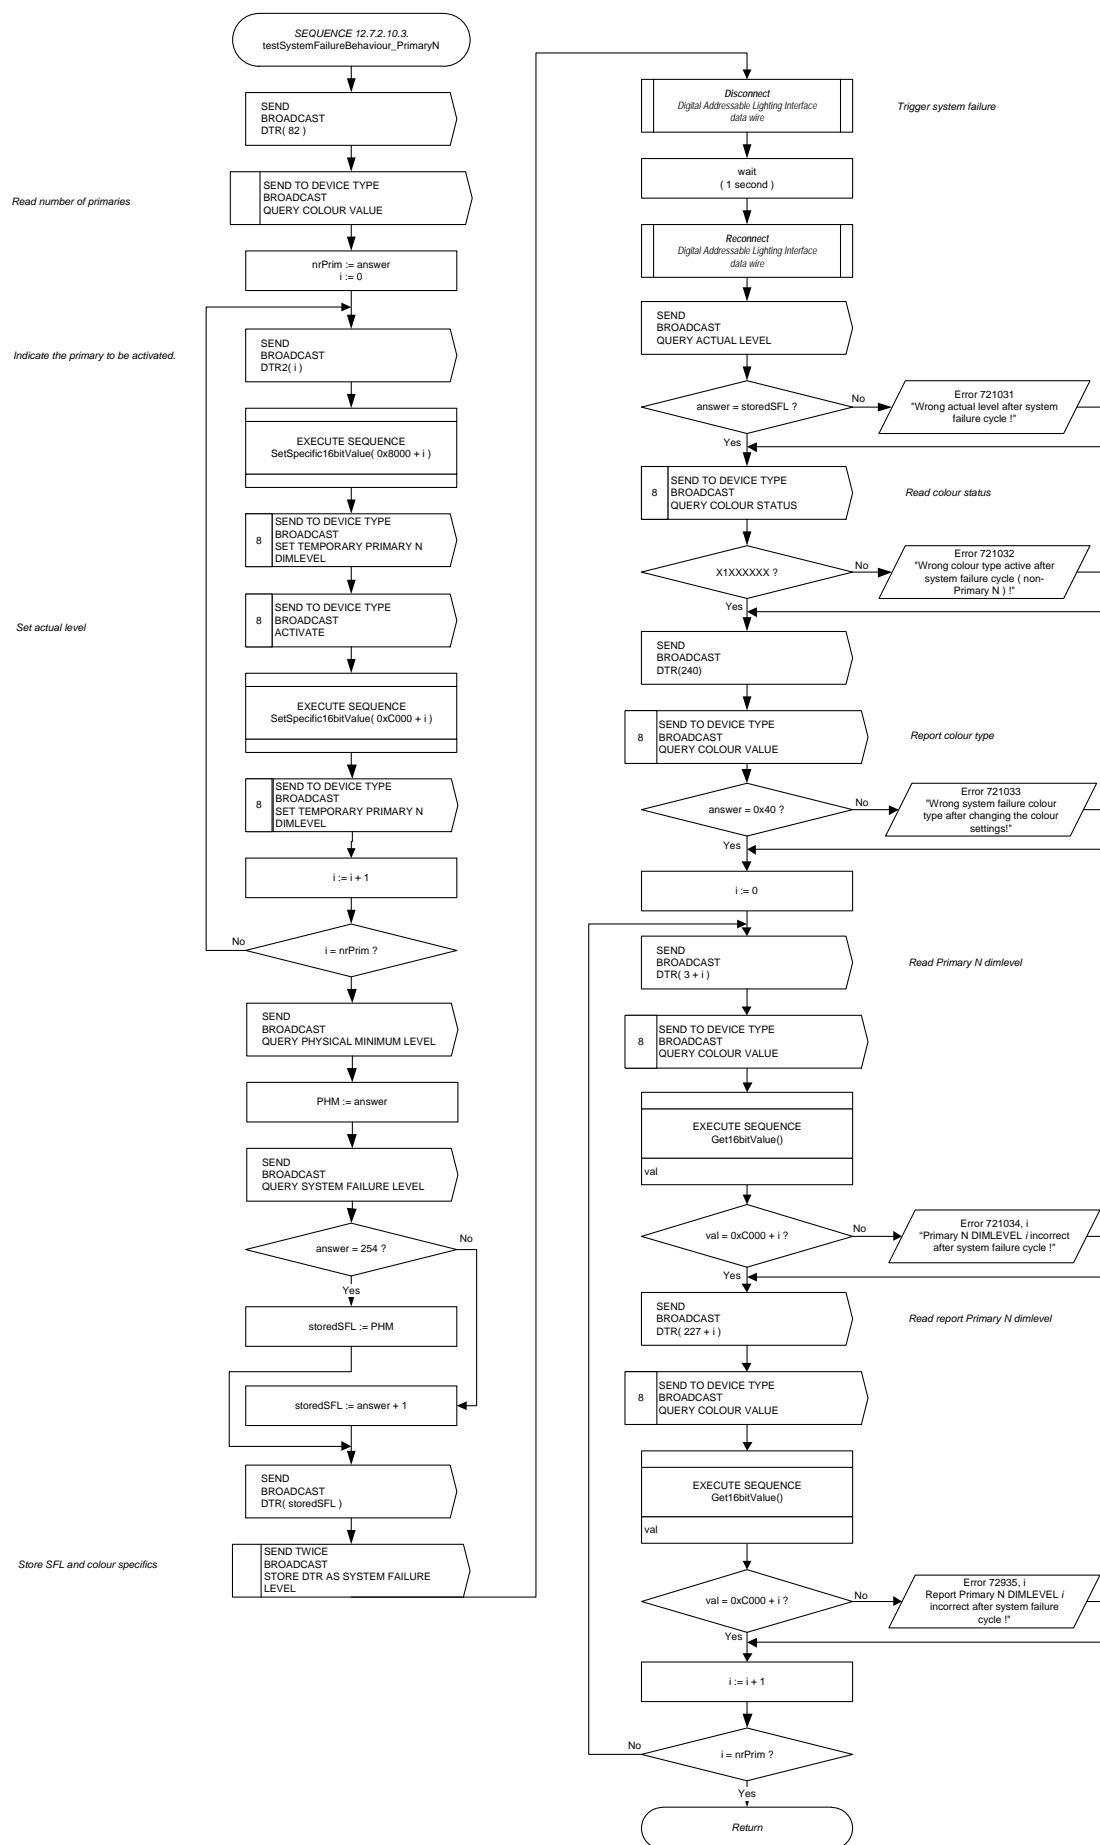 SEQUENCE 12.7.2.10.3.
testSystemFailureBehaviour_PrimaryN
SEND
BROADCAST
DTR( 82 )
Read number of primaries
SEND TO DEVICE TYPE
BROADCAST
QUERY COLOUR VALUE
nrPrim := answer
i := 0
Indicate the primary to be activated.
SEND
BROADCAST
DTR2( i )
EXECUTE SEQUENCE
SetSpecific16bitValue( 0x8000 + i )
8
SEND TO DEVICE TYPE
BROADCAST
SET TEMPORARY PRIMARY N
DIMLEVEL
Set actual level
8
SEND TO DEVICE TYPE
BROADCAST
ACTIVATE
EXECUTE SEQUENCE
SetSpecific16bitValue( 0xC000 + i )
8
SEND TO DEVICE TYPE
BROADCAST
SET TEMPORARY PRIMARY N
DIMLEVEL
i := i + 1
No
i = nrPrim ?
SEND
BROADCAST
QUERY PHYSICAL MINIMUM LEVEL
PHM := answer
SEND
BROADCAST
QUERY SYSTEM FAILURE LEVEL
answer = 254 ?
No
Yes
storedSFL := PHM
storedSFL := answer + 1
SEND
BROADCAST
DTR( storedSFL )
Store SFL and colour specifics
SEND TWICE
BROADCAST
STORE DTR AS SYSTEM FAILURE
LEVEL
Disconnect
Digital Addressable Lighting Interface
data wire
Trigger system failure
wait
( 1 second )
Reconnect
Digital Addressable Lighting Interface
data wire
SEND
BROADCAST
QUERY ACTUAL LEVEL
answer = storedSFL ?
No
Error 721031
"Wrong actual level after system
failure cycle !"
Yes
8
SEND TO DEVICE TYPE
BROADCAST
QUERY COLOUR STATUS
Read colour status
X1XXXXXX ?
No
Error 721032
"Wrong colour type active after
system failure cycle ( non-
Primary N ) !"
Yes
SEND
BROADCAST
DTR(240)
8
SEND TO DEVICE TYPE
BROADCAST
QUERY COLOUR VALUE
Report colour type
answer = 0x40 ?
No
Error 721033
"Wrong system failure colour
type after changing the colour
settings!"
Yes
i := 0
SEND
BROADCAST
DTR( 3 + i )
Read Primary N dimlevel
8
SEND TO DEVICE TYPE
BROADCAST
QUERY COLOUR VALUE
EXECUTE SEQUENCE
Get16bitValue()
val
val = 0xC000 + i ?
No
Error 721034, i
“Primary N DIMLEVEL i incorrect
after system failure cycle !”
Yes
SEND
BROADCAST
DTR( 227 + i )
Read report Primary N dimlevel
8
SEND TO DEVICE TYPE
BROADCAST
QUERY COLOUR VALUE
EXECUTE SEQUENCE
Get16bitValue()
val
val = 0xC000 + i ?
No
Error 72935, i
Report Primary N DIMLEVEL i
incorrect after system failure
cycle !”
Yes
i := i + 1
No
i = nrPrim ?
Yes
Return